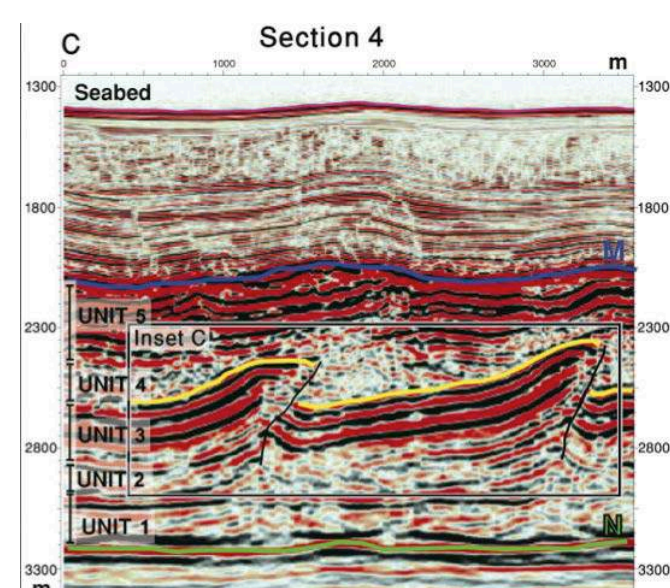 C
Section 4
0 1000 2000 3000 m
1300 Seabed 1300
1800 1800
M
2300 UNIT 5 2300
Inset C
UNIT 4
UNIT 3
2800 2800
UNIT 2
UNIT 1 N
3300 3300
m